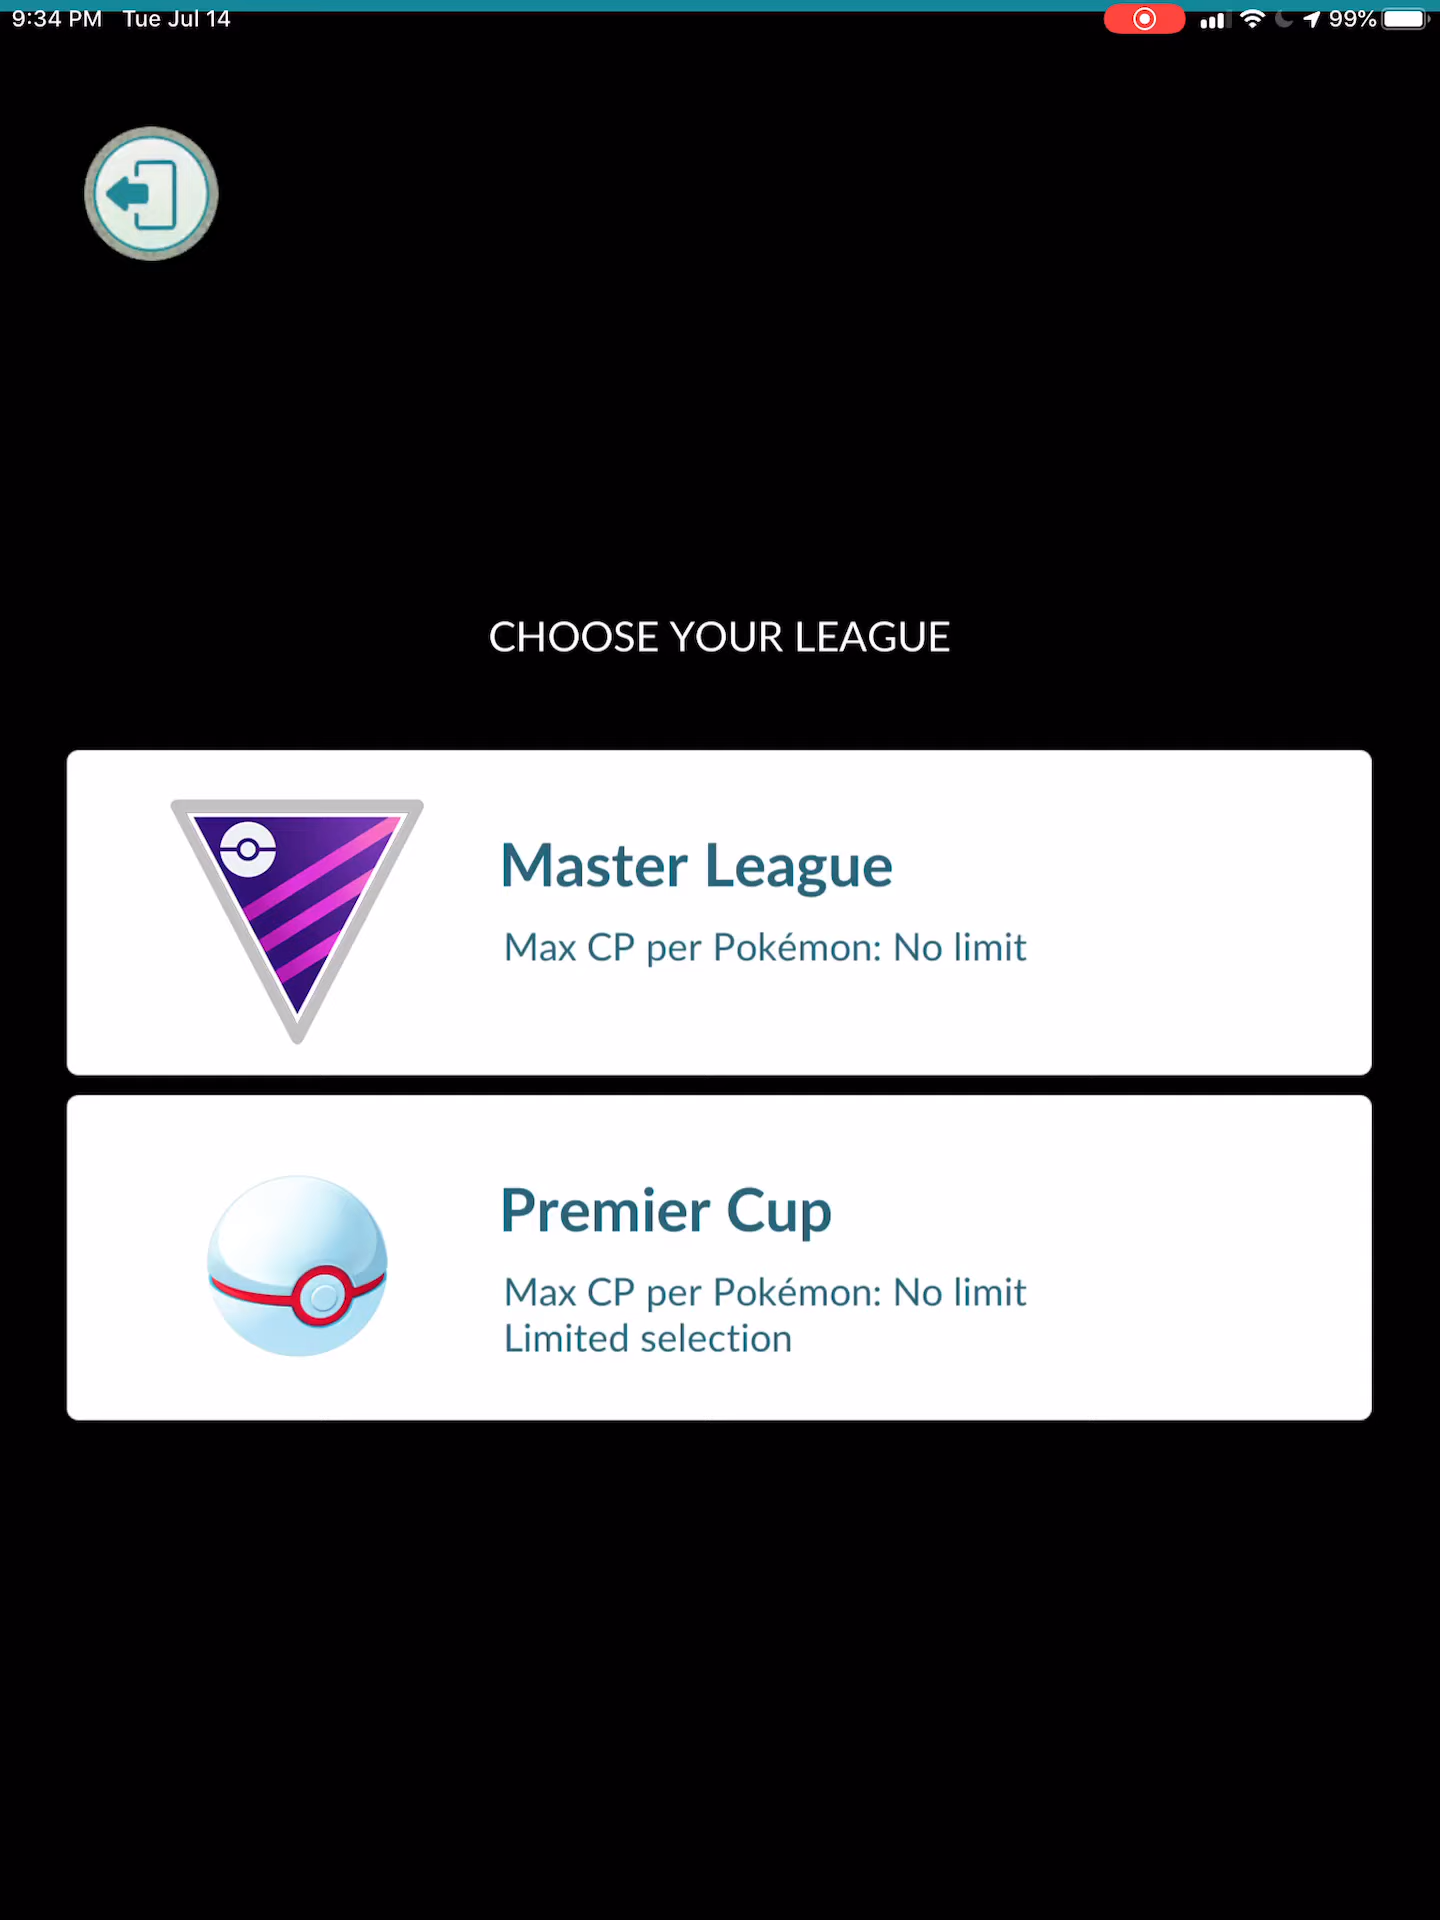 9:34 PM Tue Jul 14 99%
CHOOSE YOUR LEAGUE
Master League
Max CP per Pokémon: No limit
Premier Cup
Max CP per Pokémon: No limit
Limited selection